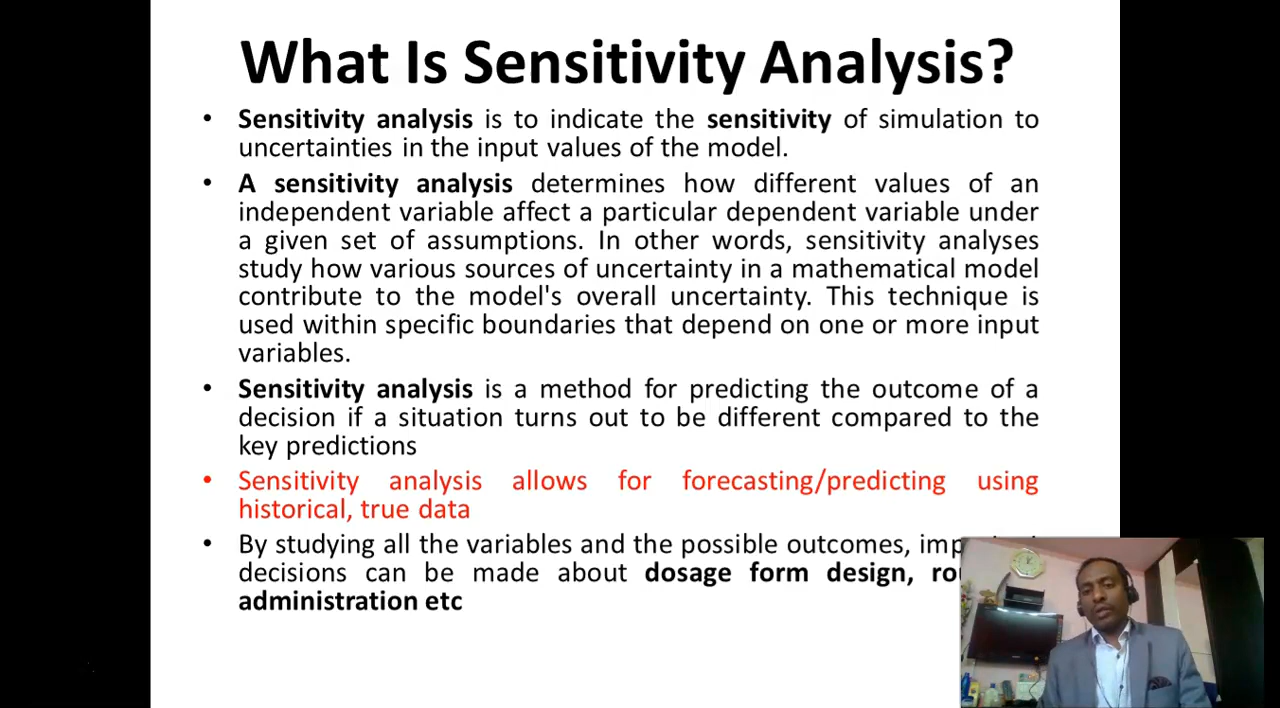 What Is Sensitivity Analysis?
• Sensitivity analysis is to indicate the sensitivity of simulation to
uncertainties in the input values of the model.
• A sensitivity analysis determines how different values of an
independent variable affect a particular dependent variable under
a given set of assumptions. In other words, sensitivity analyses
study how various sources of uncertainty in a mathematical model
contribute to the model's overall uncertainty. This technique is
used within specific boundaries that depend on one or more input
variables.
• Sensitivity analysis is a method for predicting the outcome of a
decision if a situation turns out to be different compared to the
key predictions
• Sensitivity analysis allows for forecasting/predicting using
historical, true data
• By studying all the variables and the possible outcomes,
decisions can be made about dosage form design,
administration etc